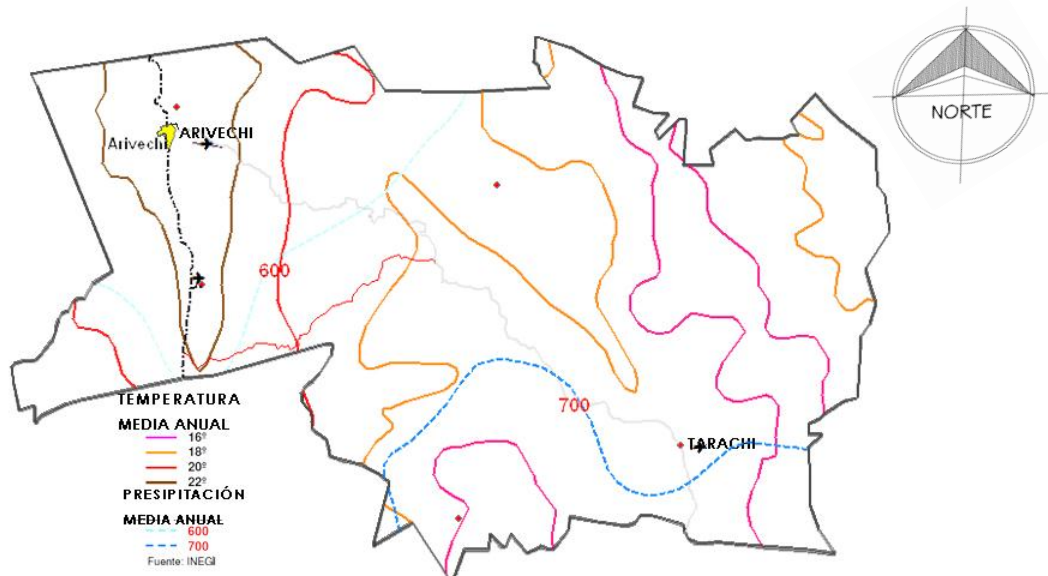 NORTE
ARIVECHI
Arivechi
600
700
TARACHI
TEMPERATURA
MEDIA ANUAL
16º
18º
20º
22º
PRESIPITACIÓN
MEDIA ANUAL
600
700
Fuente: INEGI